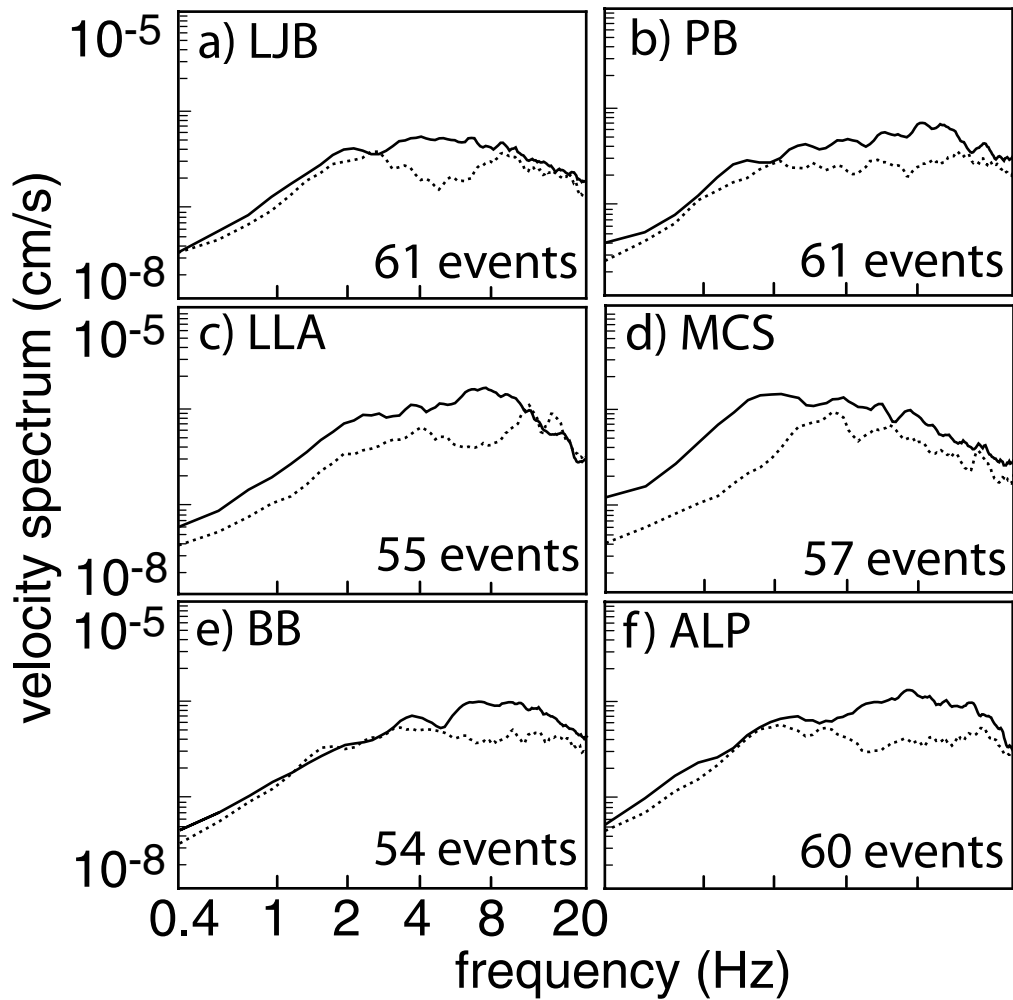 10-5
a) LJB
b) PB
61 events
61 events
10-8
10-5
c) LLA
d) MCS
55 events
57 events
10-8
10-5
e) BB
f) ALP
54 events
60 events
10-8
0.4 1 2 4 8 20
frequency (Hz)
velocity spectrum (cm/s)